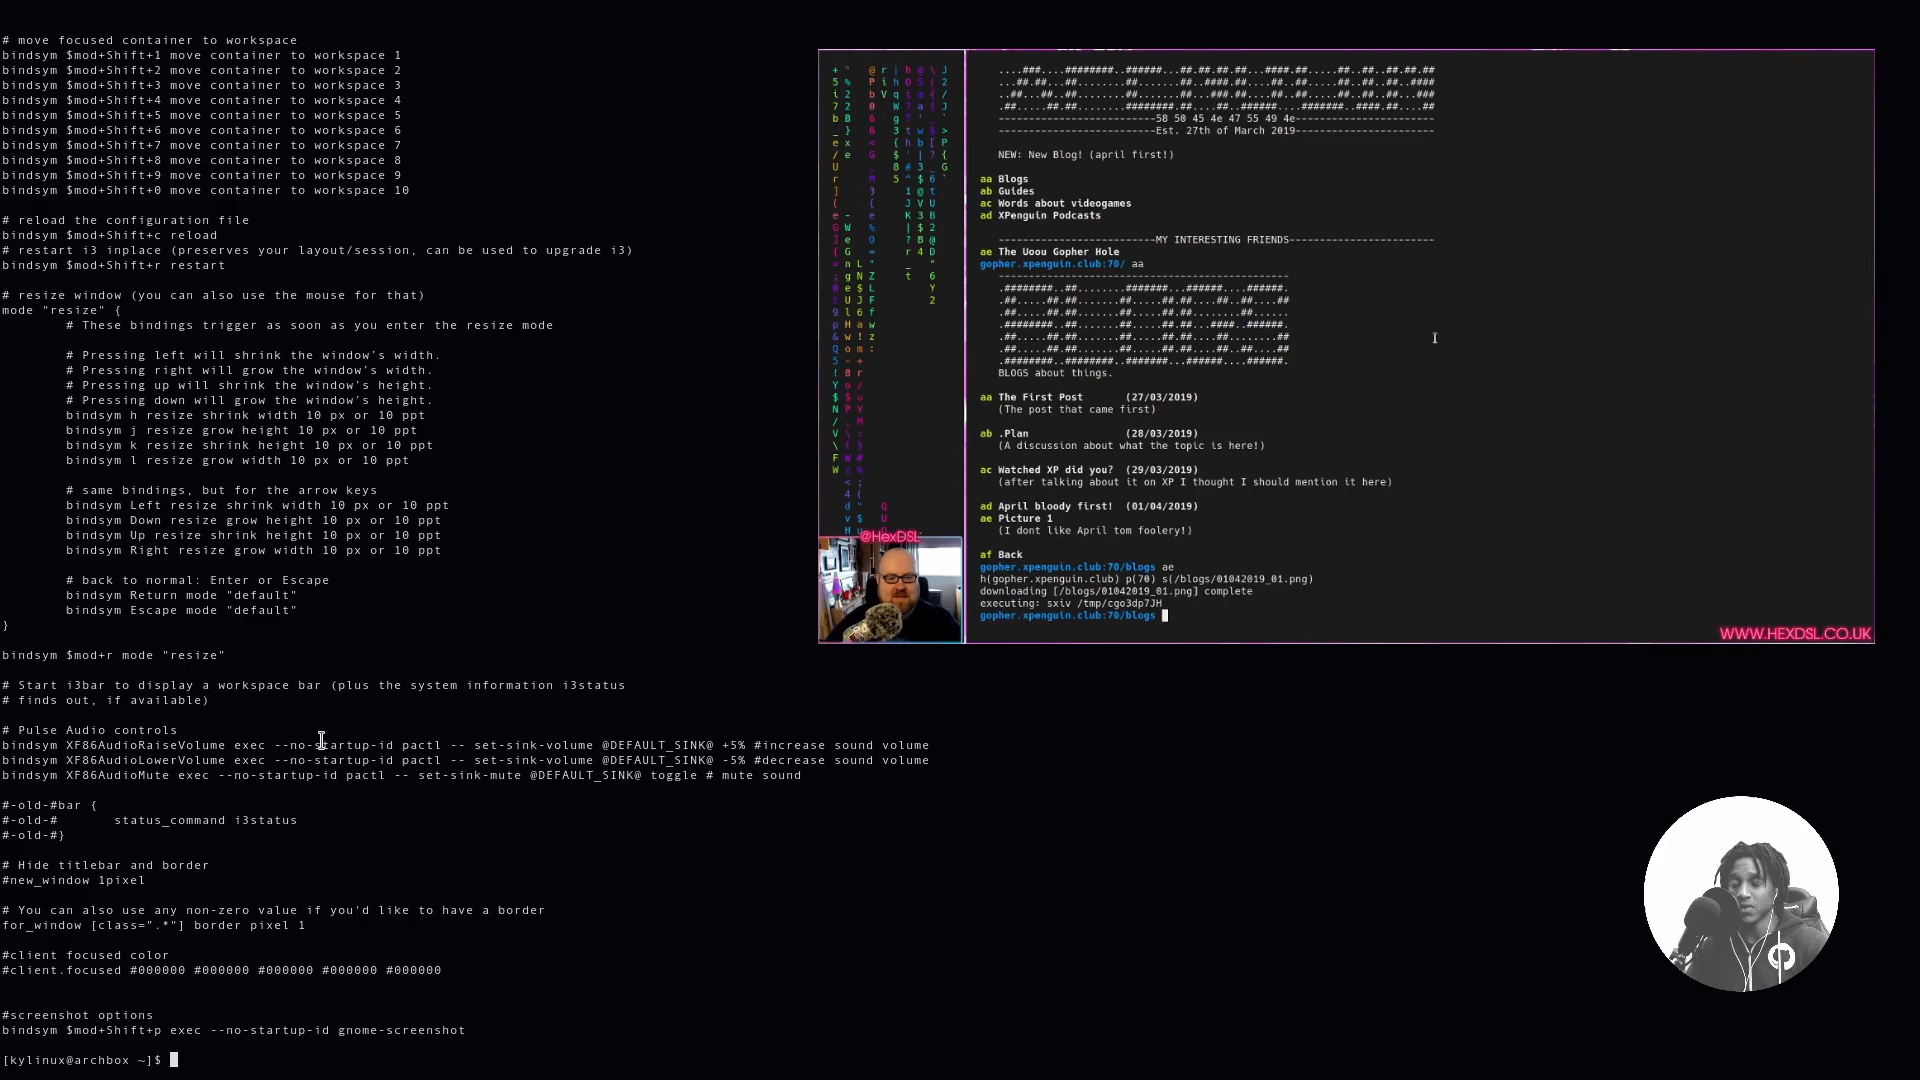 # move focused container to workspace
bindsym $mod+Shift+1 move container to workspace 1
bindsym $mod+Shift+2 move container to workspace 2
bindsym $mod+Shift+3 move container to workspace 3
bindsym $mod+Shift+4 move container to workspace 4
bindsym $mod+Shift+5 move container to workspace 5
bindsym $mod+Shift+6 move container to workspace 6
bindsym $mod+Shift+7 move container to workspace 7
bindsym $mod+Shift+8 move container to workspace 8
bindsym $mod+Shift+9 move container to workspace 9
bindsym $mod+Shift+0 move container to workspace 10
# reload the configuration file
bindsym $mod+Shift+c reload
# restart i3 inplace (preserves your layout/session, can be used to upgrade i3)
bindsym $mod+Shift+r restart
# resize window (you can also use the mouse for that)
mode "resize" {
# These bindings trigger as soon as you enter the resize mode
# Pressing left will shrink the window's width.
# Pressing right will grow the window's width.
# Pressing up will shrink the window's height.
# Pressing down will grow the window's height.
bindsym h resize shrink width 10 px or 10 ppt
bindsym j resize grow height 10 px or 10 ppt
bindsym k resize shrink height 10 px or 10 ppt
bindsym l resize grow width 10 px or 10 ppt
# same bindings, but for the arrow keys
bindsym Left resize shrink width 10 px or 10 ppt
bindsym Down resize grow height 10 px or 10 ppt
bindsym Up resize shrink height 10 px or 10 ppt
bindsym Right resize grow width 10 px or 10 ppt
# back to normal: Enter or Escape
bindsym Return mode "default"
bindsym Escape mode "default"
}
bindsym $mod+r mode "resize"
# Start i3bar to display a workspace bar (plus the system information i3status
# finds out, if available)
# Pulse Audio controls
bindsym XF86AudioRaiseVolume exec --no-startup-id pactl -- set-sink-volume @DEFAULT_SINK@ +5% #increase sound volume
bindsym XF86AudioLowerVolume exec --no-startup-id pactl -- set-sink-volume @DEFAULT_SINK@ -5% #decrease sound volume
bindsym XF86AudioMute exec --no-startup-id pactl -- set-sink-mute @DEFAULT_SINK@ toggle # mute sound
#-old-#bar {
#-old-#       status_command i3status
#-old-#}
# Hide titlebar and border
#new_window 1pixel
# You can also use any non-zero value if you'd like to have a border
for_window [class=".*"] border pixel 1
#client focused color
#client.focused #000000 #000000 #000000 #000000 #000000
#screenshot options
bindsym $mod+Shift+p exec --no-startup-id gnome-screenshot
[kylinux@archbox ~]$
58 50 45 4e 47 55 49 4e
Est. 27th of March 2019
NEW: New Blog! (april first!)
aa Blogs
ab Guides
ac Words about videogames
ad XPenguin Podcasts
MY INTERESTING FRIENDS
ae The Uoou Gopher Hole
gopher.xpenguin.club:70/ aa
BLOGS about things.
aa The First Post (27/03/2019)
(The post that came first)
ab .Plan (28/03/2019)
(A discussion about what the topic is here!)
ac Watched XP did you? (29/03/2019)
(after talking about it on XP I thought I should mention it here)
ad April bloody first! (01/04/2019)
ae Picture 1
(I dont like April tom foolery!)
af Back
gopher.xpenguin.club:70/blogs ae
h(gopher.xpenguin.club) p(70) s(/blogs/01042019_01.png)
downloading [/blogs/01042019_01.png] complete
executing: sxiv /tmp/cgo3dp7JH
gopher.xpenguin.club:70/blogs
@HexDSL
WWW.HEXDSL.CO.UK